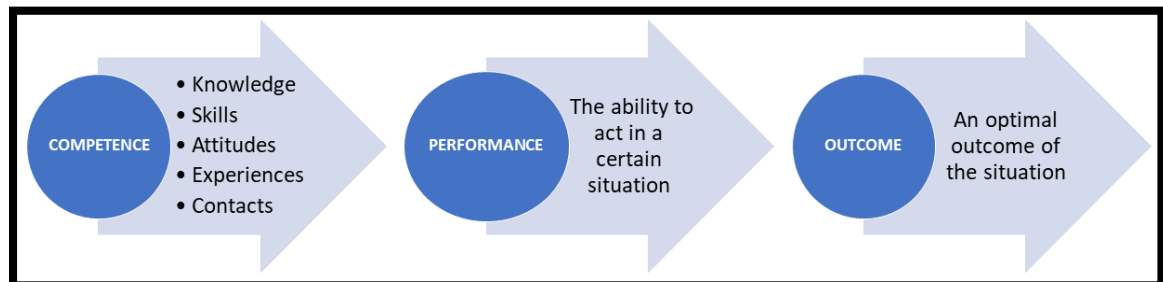 COMPETENCE
• Knowledge
• Skills
• Attitudes
• Experiences
• Contacts
PERFORMANCE
The ability to
act in a
certain
situation
OUTCOME
An optimal
outcome of
the situation